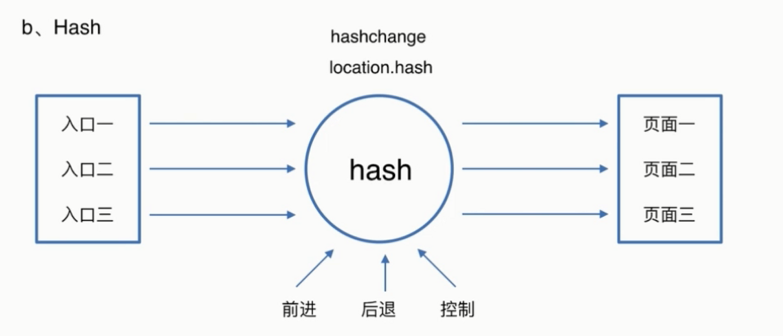 b、Hash
hashchange
location.hash
入口一
入口二
入口三
hash
页面一
页面二
页面三
前进
后退
控制